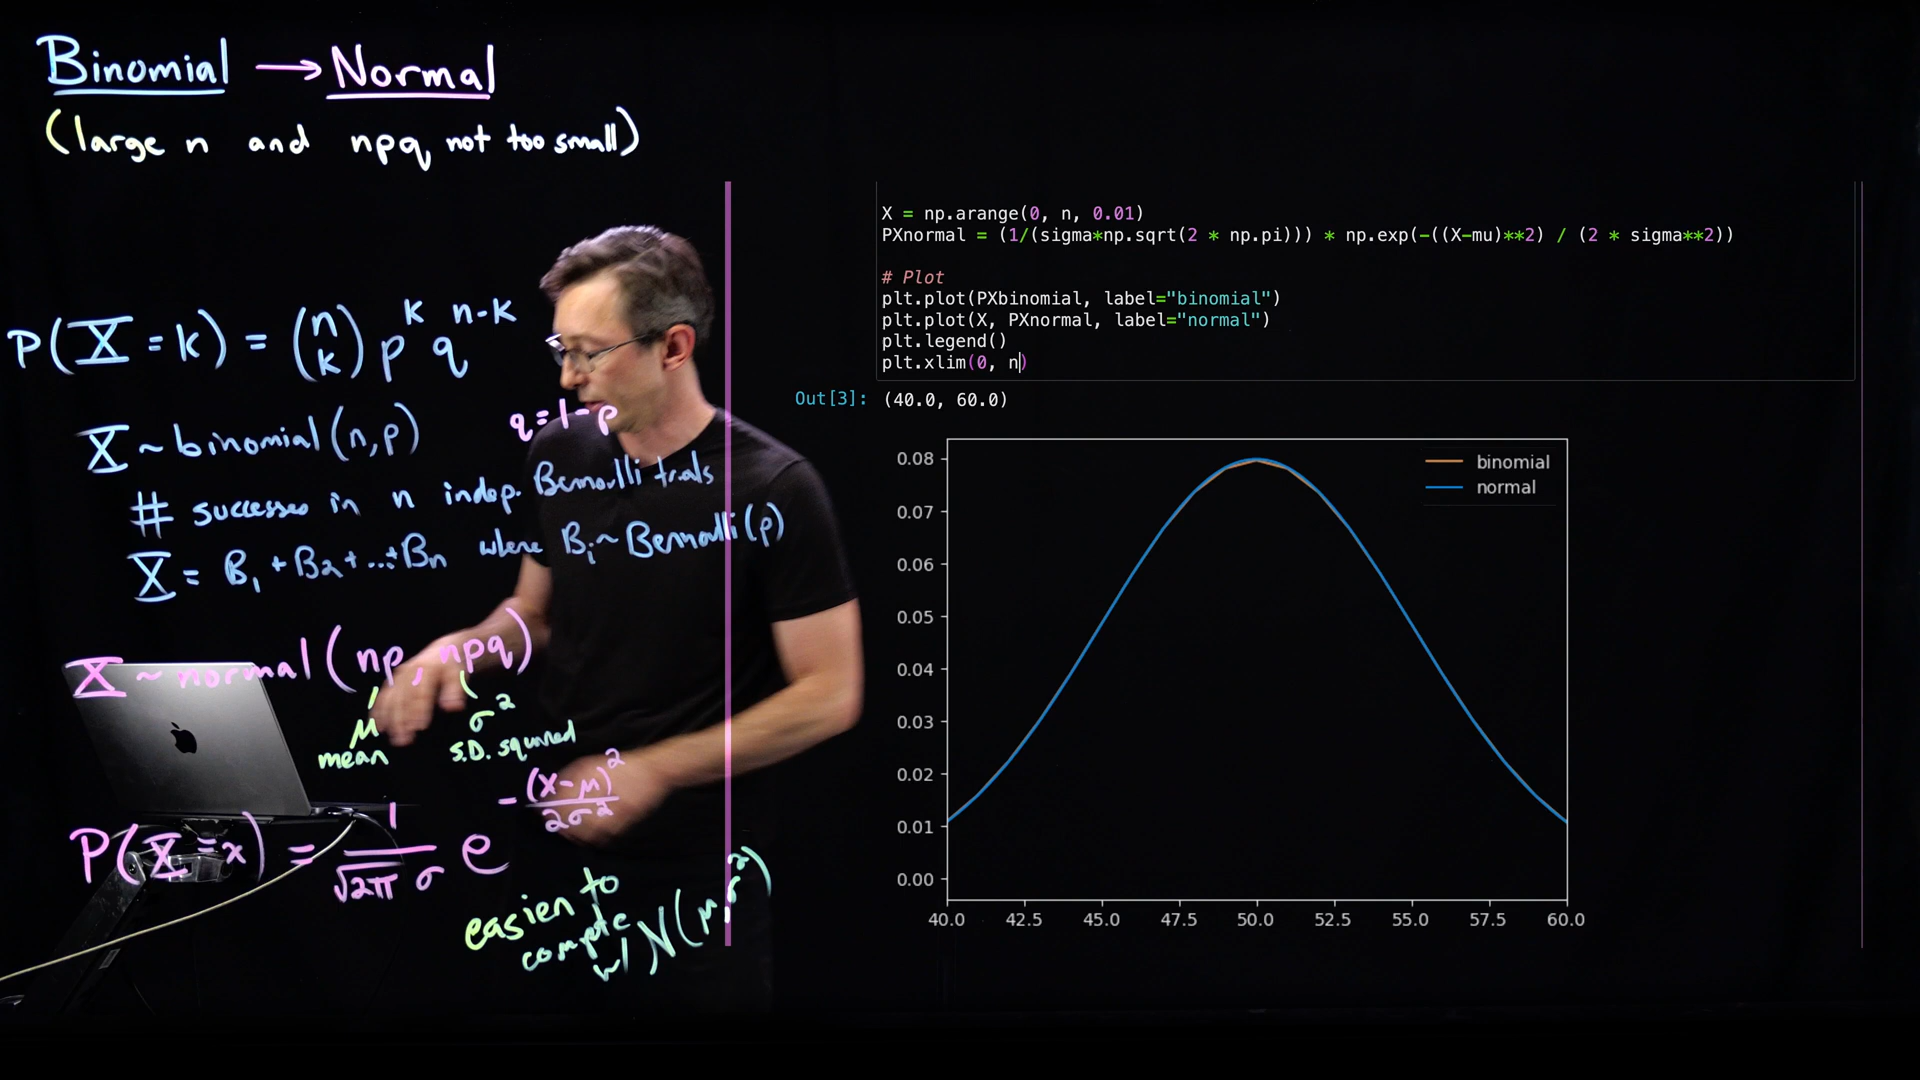 Binomial → Normal
(large n and npq not too small)
P(X = k) = (n k) p^k q^n-k
q = 1 - p
X ~ binomial (n, p)
# successes in n indep. Bernoulli trials
X = B1 + B2 + ... + Bn where Bi ~ Bernoulli (p)
X ~ normal (np, npq)
μ
mean
σ²
S.D. squared
P(X = x) = 1/√2π σ e^-(x-μ)²/2σ²
easier to
compute
w/ N(μ, σ²)
X = np.arange(0, n, 0.01)
PXnormal = (1/(sigma*np.sqrt(2 * np.pi))) * np.exp(-((X-mu)**2) / (2 * sigma**2))
# Plot
plt.plot(PXbinomial, label="binomial")
plt.plot(X, PXnormal, label="normal")
plt.legend()
plt.xlim(0, n)
Out[3]: (40.0, 60.0)
binomial
normal
0.08
0.07
0.06
0.05
0.04
0.03
0.02
0.01
0.00
40.0 42.5 45.0 47.5 50.0 52.5 55.0 57.5 60.0